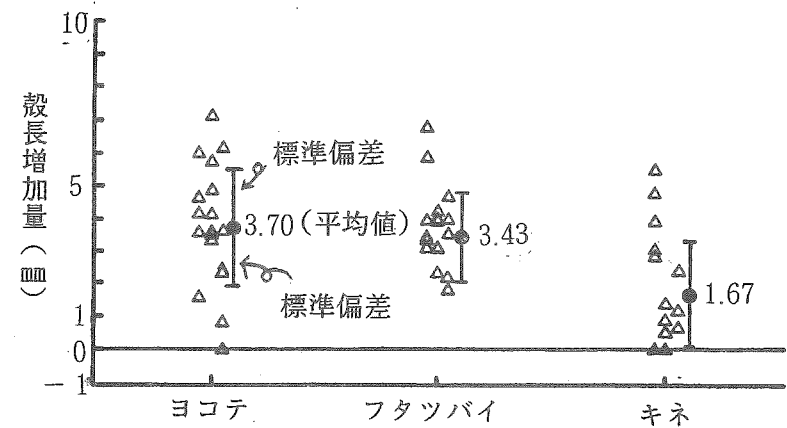 10
殻長増加量(mm)
5
1
0
-1
標準偏差
3.70(平均値)
標準偏差
3.43
1.67
ヨコテ
フタツバイ
キネ